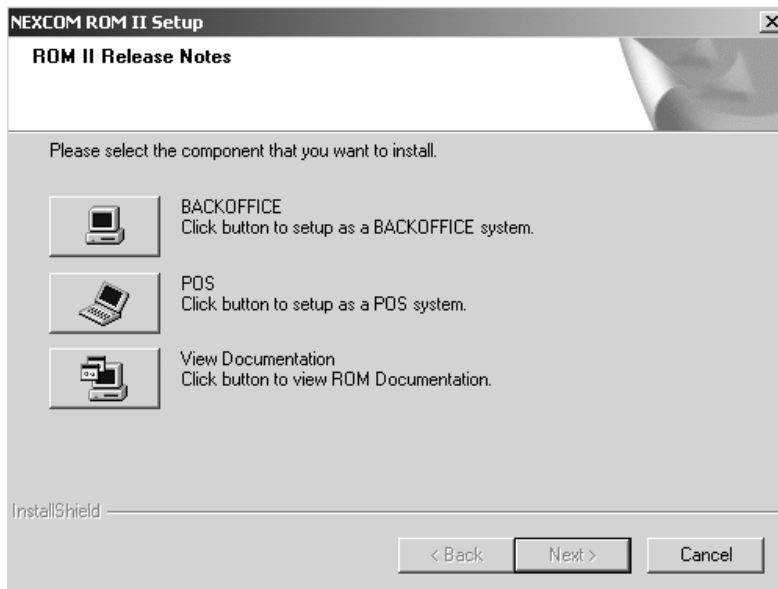 NEXCOM ROM II Setup
ROM II Release Notes
Please select the component that you want to install.
BACKOFFICE
Click button to setup as a BACKOFFICE system.
POS
Click button to setup as a POS system.
View Documentation
Click button to view ROM Documentation.
InstallShield
< Back
Next >
Cancel